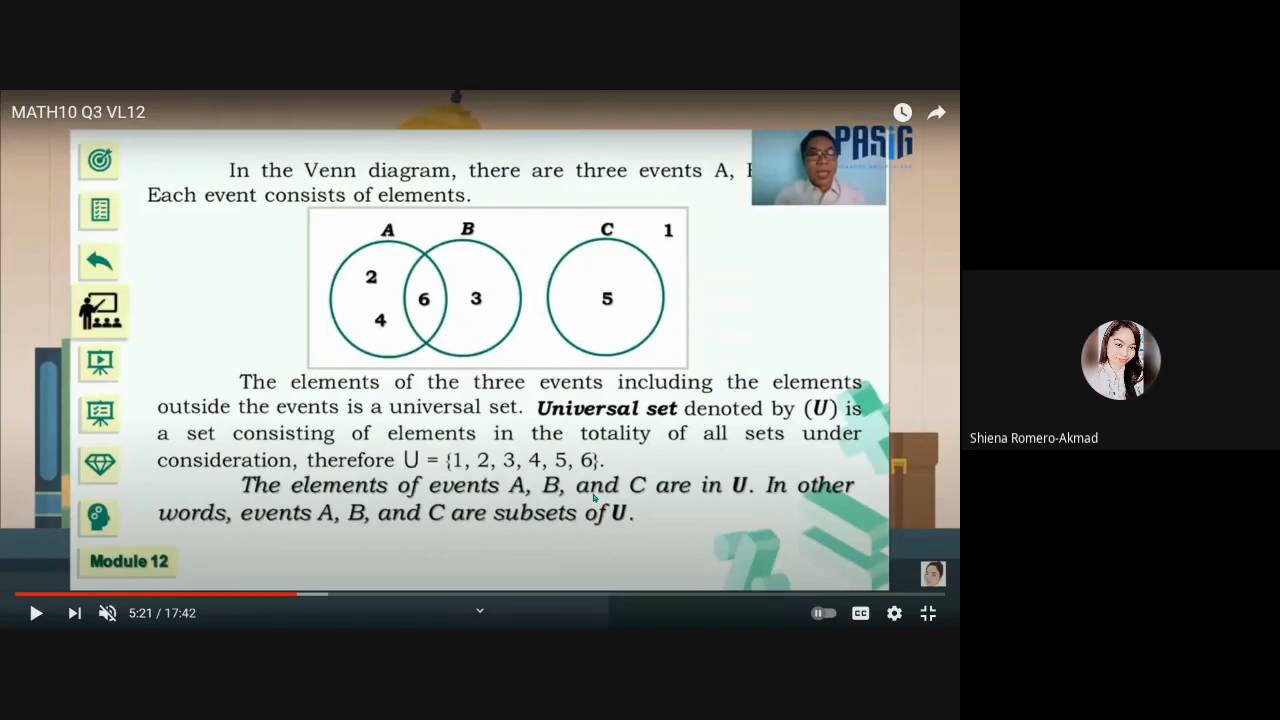 MATH10 Q3 VL12
PASiG
In the Venn diagram, there are three events A,
Each event consists of elements.
A B C 1
2
6 3 5
4
The elements of the three events including the elements
outside the events is a universal set. Universal set denoted by (U) is
a set consisting of elements in the totality of all sets under
consideration, therefore U = {1, 2, 3, 4, 5, 6}.
The elements of events A, B, and C are in U. In other
words, events A, B, and C are subsets of U.
Module 12
5:21 / 17:42
CC
Shiena Romero-Akmad